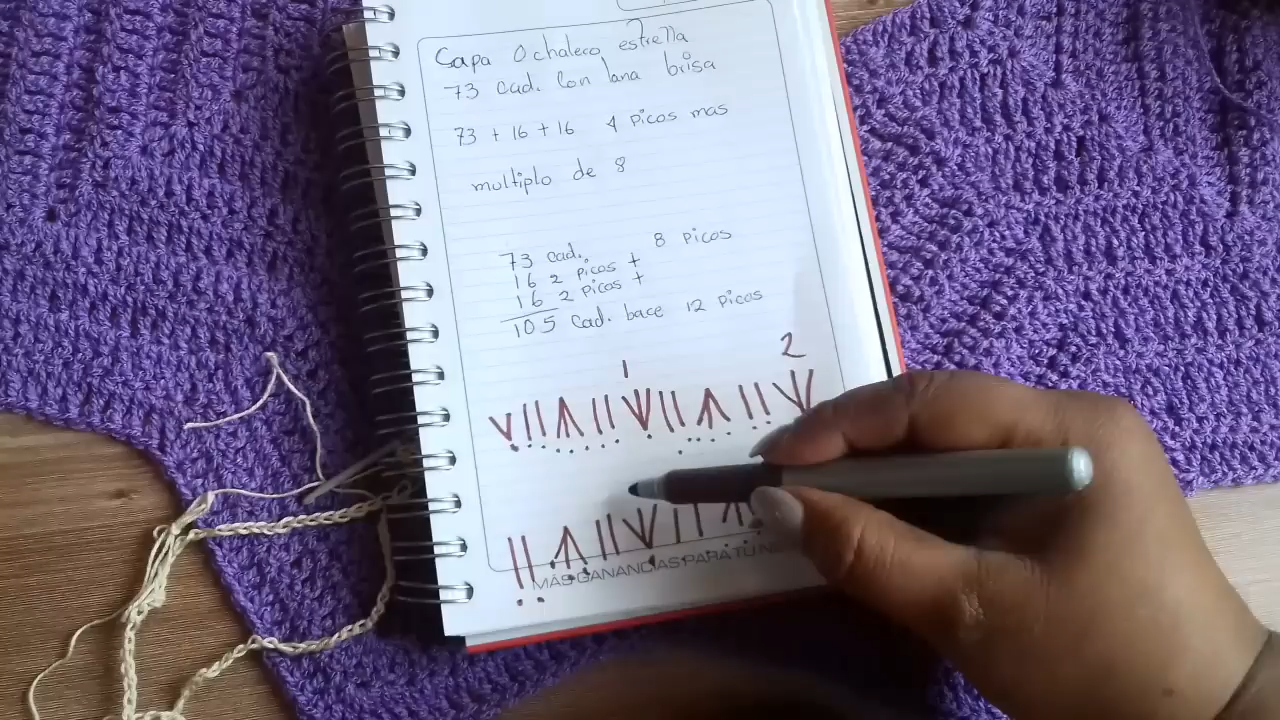 Capa O chaleco estrella
73 cad. con lana brisa
73 + 16 + 16 4 picos mas
multiplo de 8
73 cad. 8 picos
16 2 picos +
16 2 picos +
105 cad. bace 12 picos
1 2
MÁS GANANCIAS PARA TU